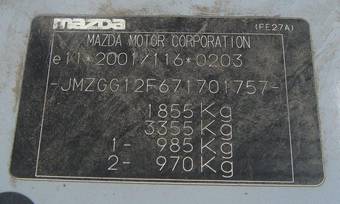 mazda
(PE27A)
MAZDA MOTOR CORPORATION
e11*2001/116*0203
-JMZGG12F671701757-
1855 Kg
3355 Kg
1- 985 Kg
2- 970 Kg